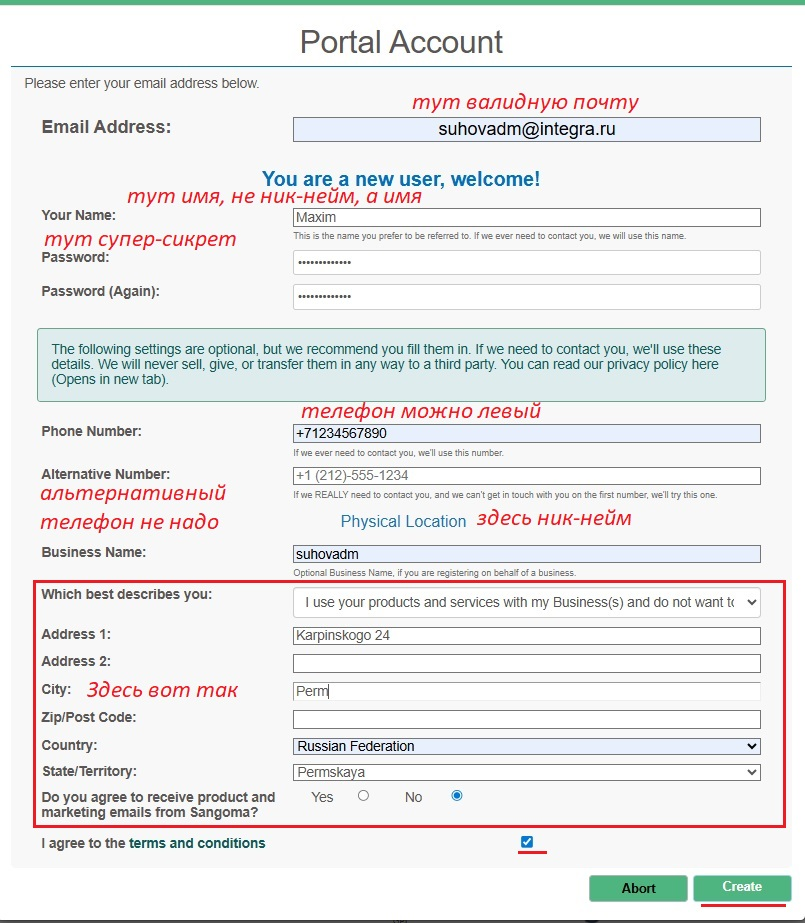 Portal Account
Please enter your email address below.
тут валидную почту
Email Address:
suhovadm@integra.ru
You are a new user, welcome!
тут имя, не ник-нейм, а имя
Your Name:
Maxim
This is the name you prefer to be referred to. If we ever need to contact you, we will use this name.
тут супер-сикрет
Password:
•••••••••••••
Password (Again):
•••••••••••••
The following settings are optional, but we recommend you fill them in. If we need to contact you, we'll use these
details. We will never sell, give, or transfer them in any way to a third party. You can read our privacy policy here
(Opens in new tab).
телефон можно левый
Phone Number:
+71234567890
If we ever need to contact you, we'll use this number.
Alternative Number:
+1 (212)-555-1234
If we REALLY need to contact you, and we can't get in touch with you on the first number, we'll try this one.
альтернативный
телефон не надо
Physical Location
здесь ник-нейм
Business Name:
suhovadm
Optional Business Name, if you are registering on behalf of a business.
Which best describes you:
I use your products and services with my Business(s) and do not want to
Address 1:
Karpinskogo 24
Address 2:
City:
Здесь вот так
Perm
Zip/Post Code:
Country:
Russian Federation
State/Territory:
Permskaya
Do you agree to receive product and
marketing emails from Sangoma?
Yes
No
I agree to the terms and conditions
Abort
Create